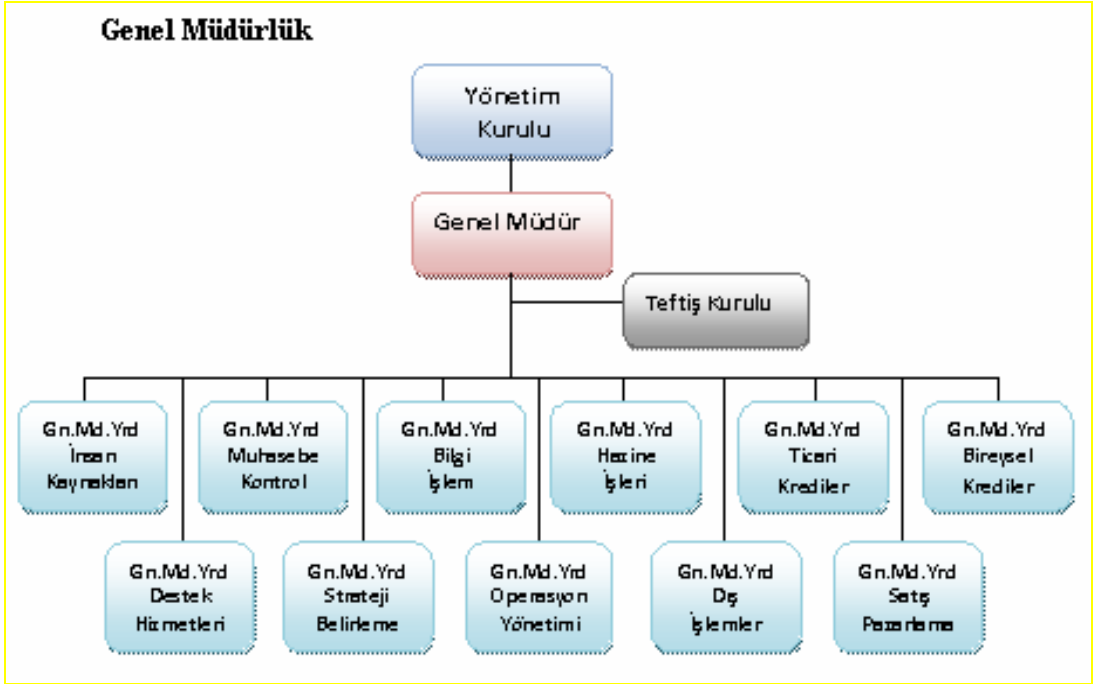 Genel Müdürlük
Yönetim
Kurulu
Genel Müdür
Teftiş Kurulu
Gn.Md.Yrd
İnsan
Kaynakları
Gn.Md.Yrd
Muhasebe
Kontrol
Gn.Md.Yrd
Bilgi
İşlem
Gn.Md.Yrd
Hazine
İşleri
Gn.Md.Yrd
Ticari
Krediler
Gn.Md.Yrd
Bireysel
Krediler
Gn.Md.Yrd
Destek
Hizmetleri
Gn.Md.Yrd
Strateji
Belirleme
Gn.Md.Yrd
Operasyon
Yönetimi
Gn.Md.Yrd
Dış
İşlemler
Gn.Md.Yrd
Satış
Pazarlama